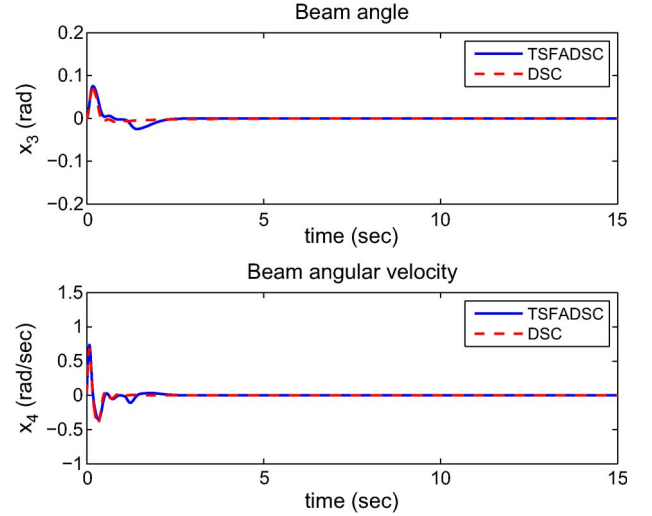 Beam angle
0.2
0.1
0
−0.1
−0.2
x3 (rad)
TSFADSC
DSC
0
5
10
15
time (sec)
Beam angular velocity
1.5
1
0.5
0
−0.5
−1
x4 (rad/sec)
TSFADSC
DSC
0
5
10
15
time (sec)